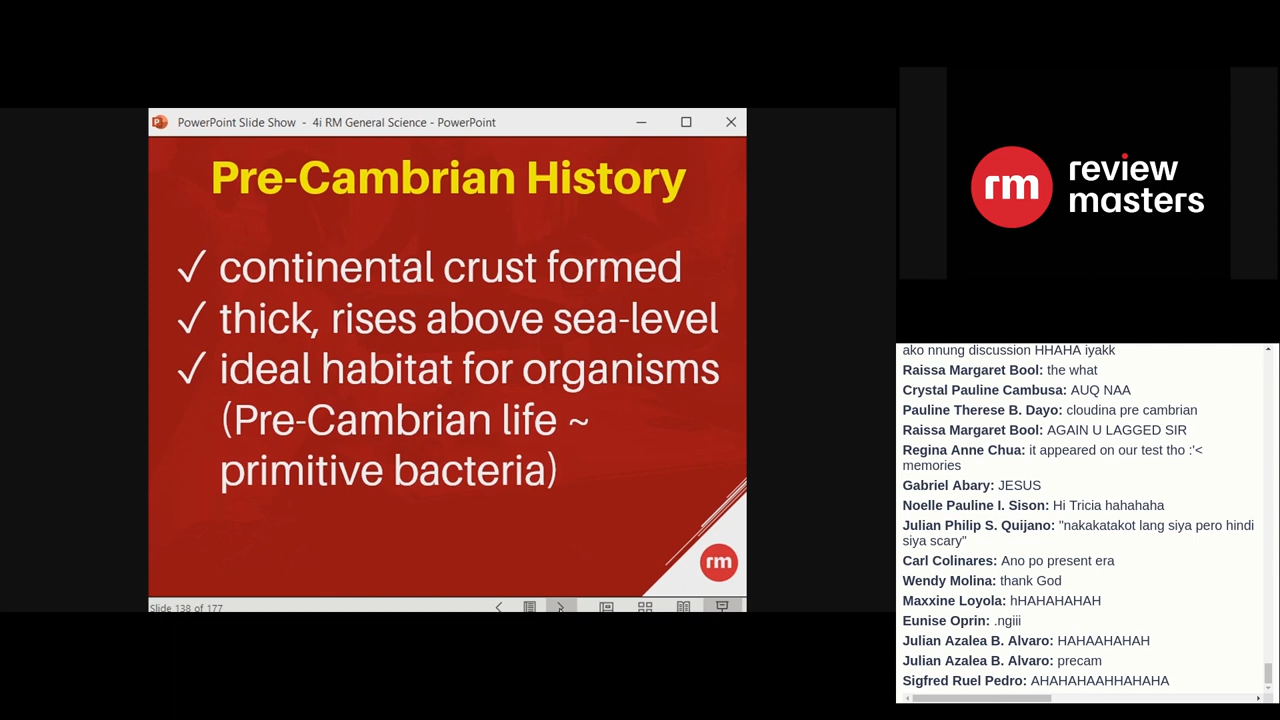 PowerPoint Slide Show - 4i RM General Science - PowerPoint
Pre-Cambrian History
✓ continental crust formed
✓ thick, rises above sea-level
✓ ideal habitat for organisms
(Pre-Cambrian life ~
primitive bacteria)
rm
Slide 138 of 177
rm review
masters
ako nnung discussion HHAHA iyakk
Raissa Margaret Bool: the what
Crystal Pauline Cambusa: AUQ NAA
Pauline Therese B. Dayo: cloudina pre cambrian
Raissa Margaret Bool: AGAIN U LAGGED SIR
Regina Anne Chua: it appeared on our test tho :'<
memories
Gabriel Abary: JESUS
Noelle Pauline I. Sison: Hi Tricia hahahaha
Julian Philip S. Quijano: "nakakatakot lang siya pero hindi
siya scary"
Carl Colinares: Ano po present era
Wendy Molina: thank God
Maxxine Loyola: hHAHAHAHAH
Eunise Oprin: .ngiii
Julian Azalea B. Alvaro: HAHAAHAHAH
Julian Azalea B. Alvaro: precam
Sigfred Ruel Pedro: AHAHAHAAHHAHAHA